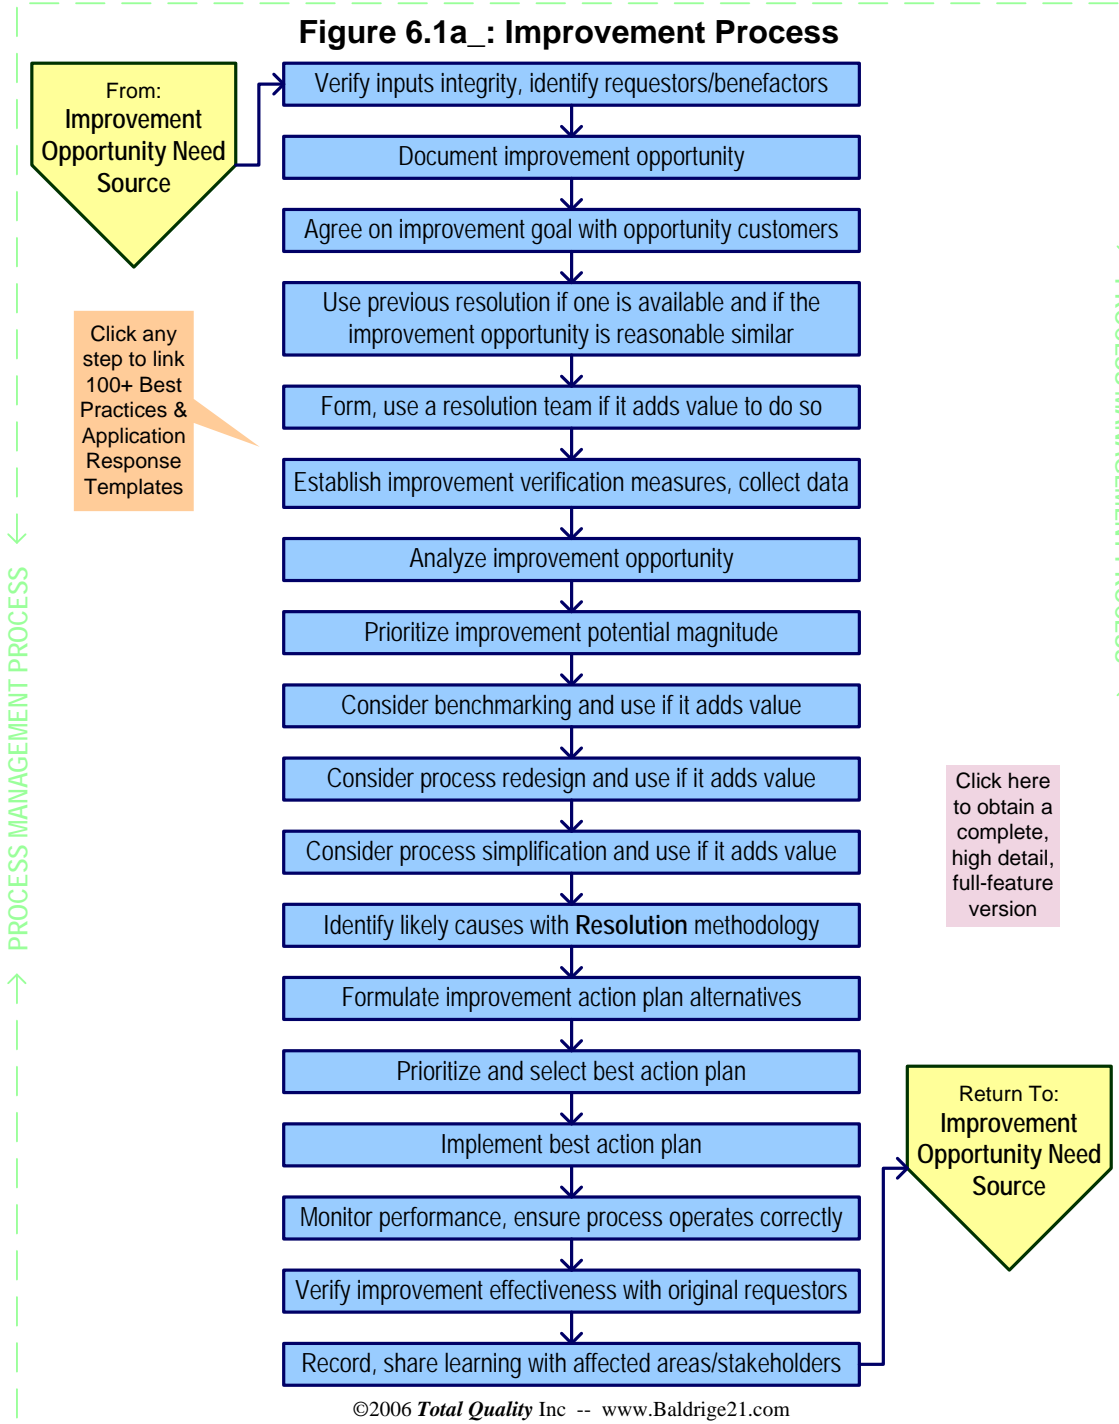 Figure 6.1a_: Improvement Process
From:
Improvement
Opportunity Need
Source
Verify inputs integrity, identify requestors/benefactors
Document improvement opportunity
Agree on improvement goal with opportunity customers
Use previous resolution if one is available and if the
improvement opportunity is reasonable similar
Click any
step to link
100+ Best
Practices &
Application
Response
Templates
Form, use a resolution team if it adds value to do so
Establish improvement verification measures, collect data
Analyze improvement opportunity
Prioritize improvement potential magnitude
Consider benchmarking and use if it adds value
Consider process redesign and use if it adds value
Consider process simplification and use if it adds value
Identify likely causes with Resolution methodology
Formulate improvement action plan alternatives
Prioritize and select best action plan
Implement best action plan
Monitor performance, ensure process operates correctly
Verify improvement effectiveness with original requestors
Record, share learning with affected areas/stakeholders
PROCESS MANAGEMENT PROCESS
Click here
to obtain a
complete,
high detail,
full-feature
version
Return To:
Improvement
Opportunity Need
Source
©2006 Total Quality Inc -- www.Baldrige21.com